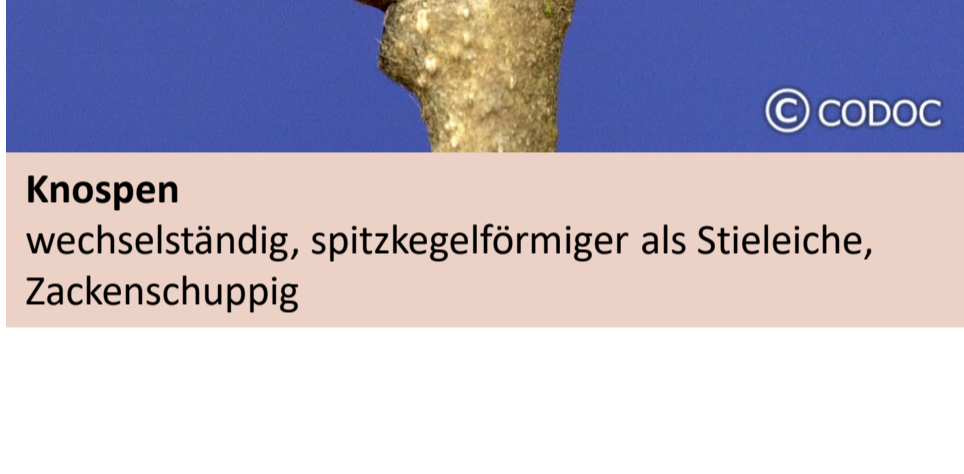 © CODOC
Knospen
wechselständig, spitzkegelförmiger als Stieleiche,
Zackenschuppig